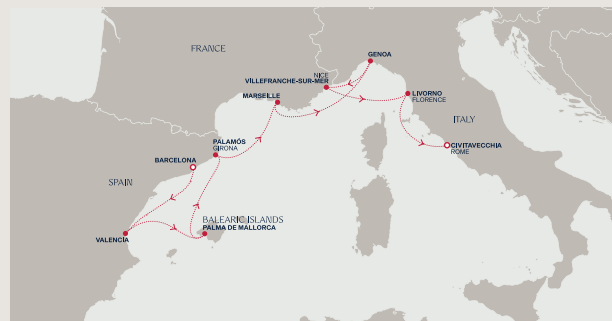 FRANCE
GENOA
NICE
VILLEFRANCHE-SUR-MER
MARSEILLE
LIVORNO
FLORENCE
ITALY
PALAMÓS
GIRONA
CIVITAVECCHIA
ROME
BARCELONA
SPAIN
BALEARIC ISLANDS
PALMA DE MALLORCA
VALENCIA